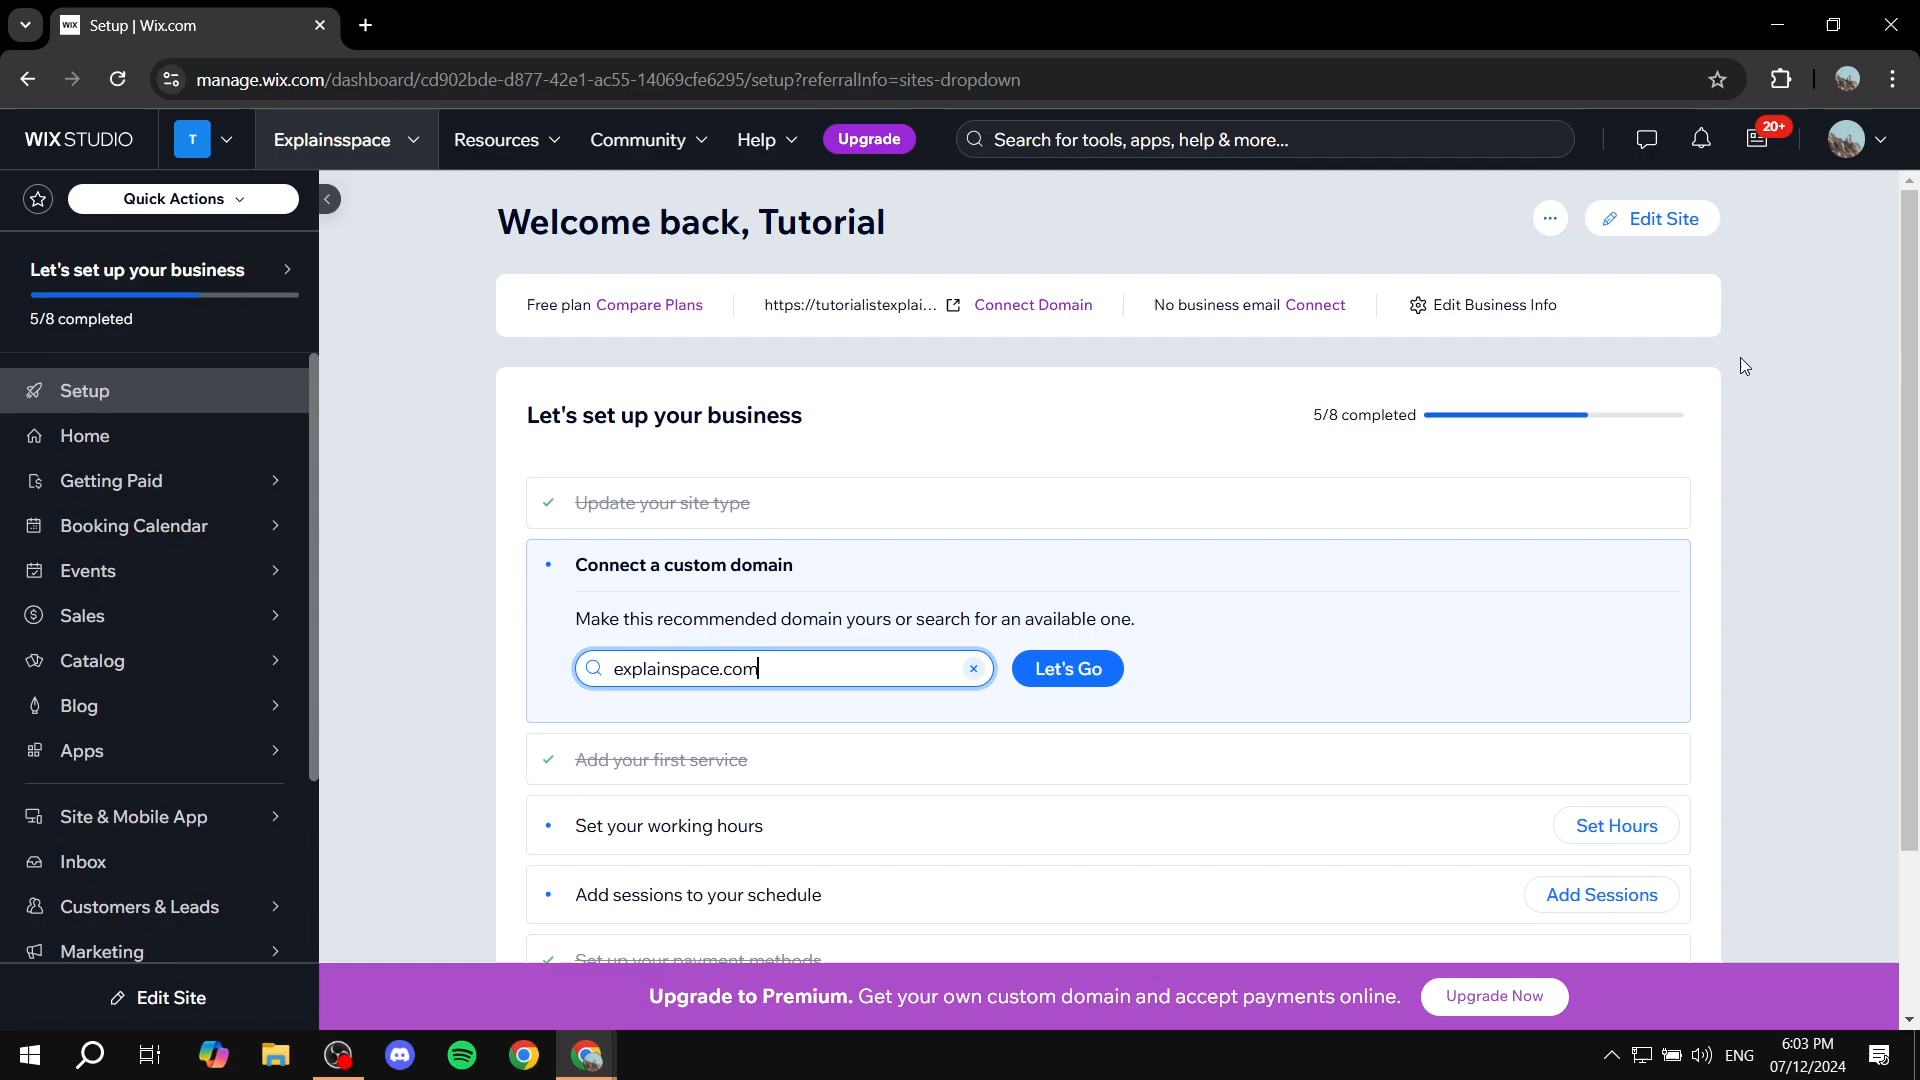 Setup | Wix.com
manage.wix.com/dashboard/cd902bde-d877-42e1-ac55-14069cfe6295/setup?referralInfo=sites-dropdown
WIX STUDIO
T
Explainsspace
Resources
Community
Help
Upgrade
Search for tools, apps, help & more...
20+
Quick Actions
Let's set up your business
5/8 completed
Setup
Home
Getting Paid
Booking Calendar
Events
Sales
Catalog
Blog
Apps
Site & Mobile App
Inbox
Customers & Leads
Marketing
Edit Site
Welcome back, Tutorial
Edit Site
Free plan Compare Plans
https://tutorialistexplai... Connect Domain
No business email Connect
Edit Business Info
Let's set up your business
5/8 completed
Update your site type
Connect a custom domain
Make this recommended domain yours or search for an available one.
explainspace.com
Let's Go
Add your first service
Set your working hours
Set Hours
Add sessions to your schedule
Add Sessions
Set up your payment methods
Upgrade to Premium. Get your own custom domain and accept payments online.
Upgrade Now
ENG
6:03 PM
07/12/2024